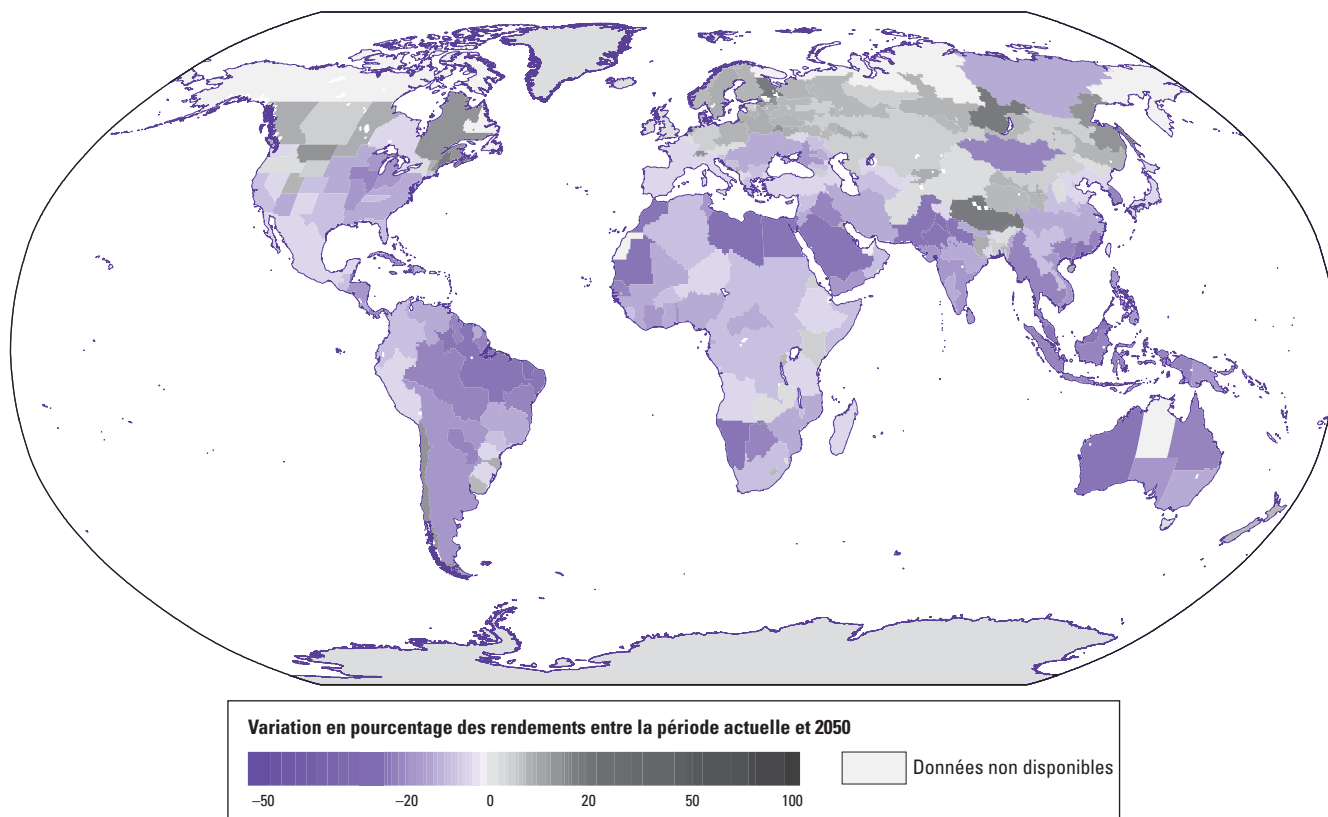 Variation en pourcentage des rendements entre la période actuelle et 2050
Données non disponibles
–50 –20 0 20 50 100